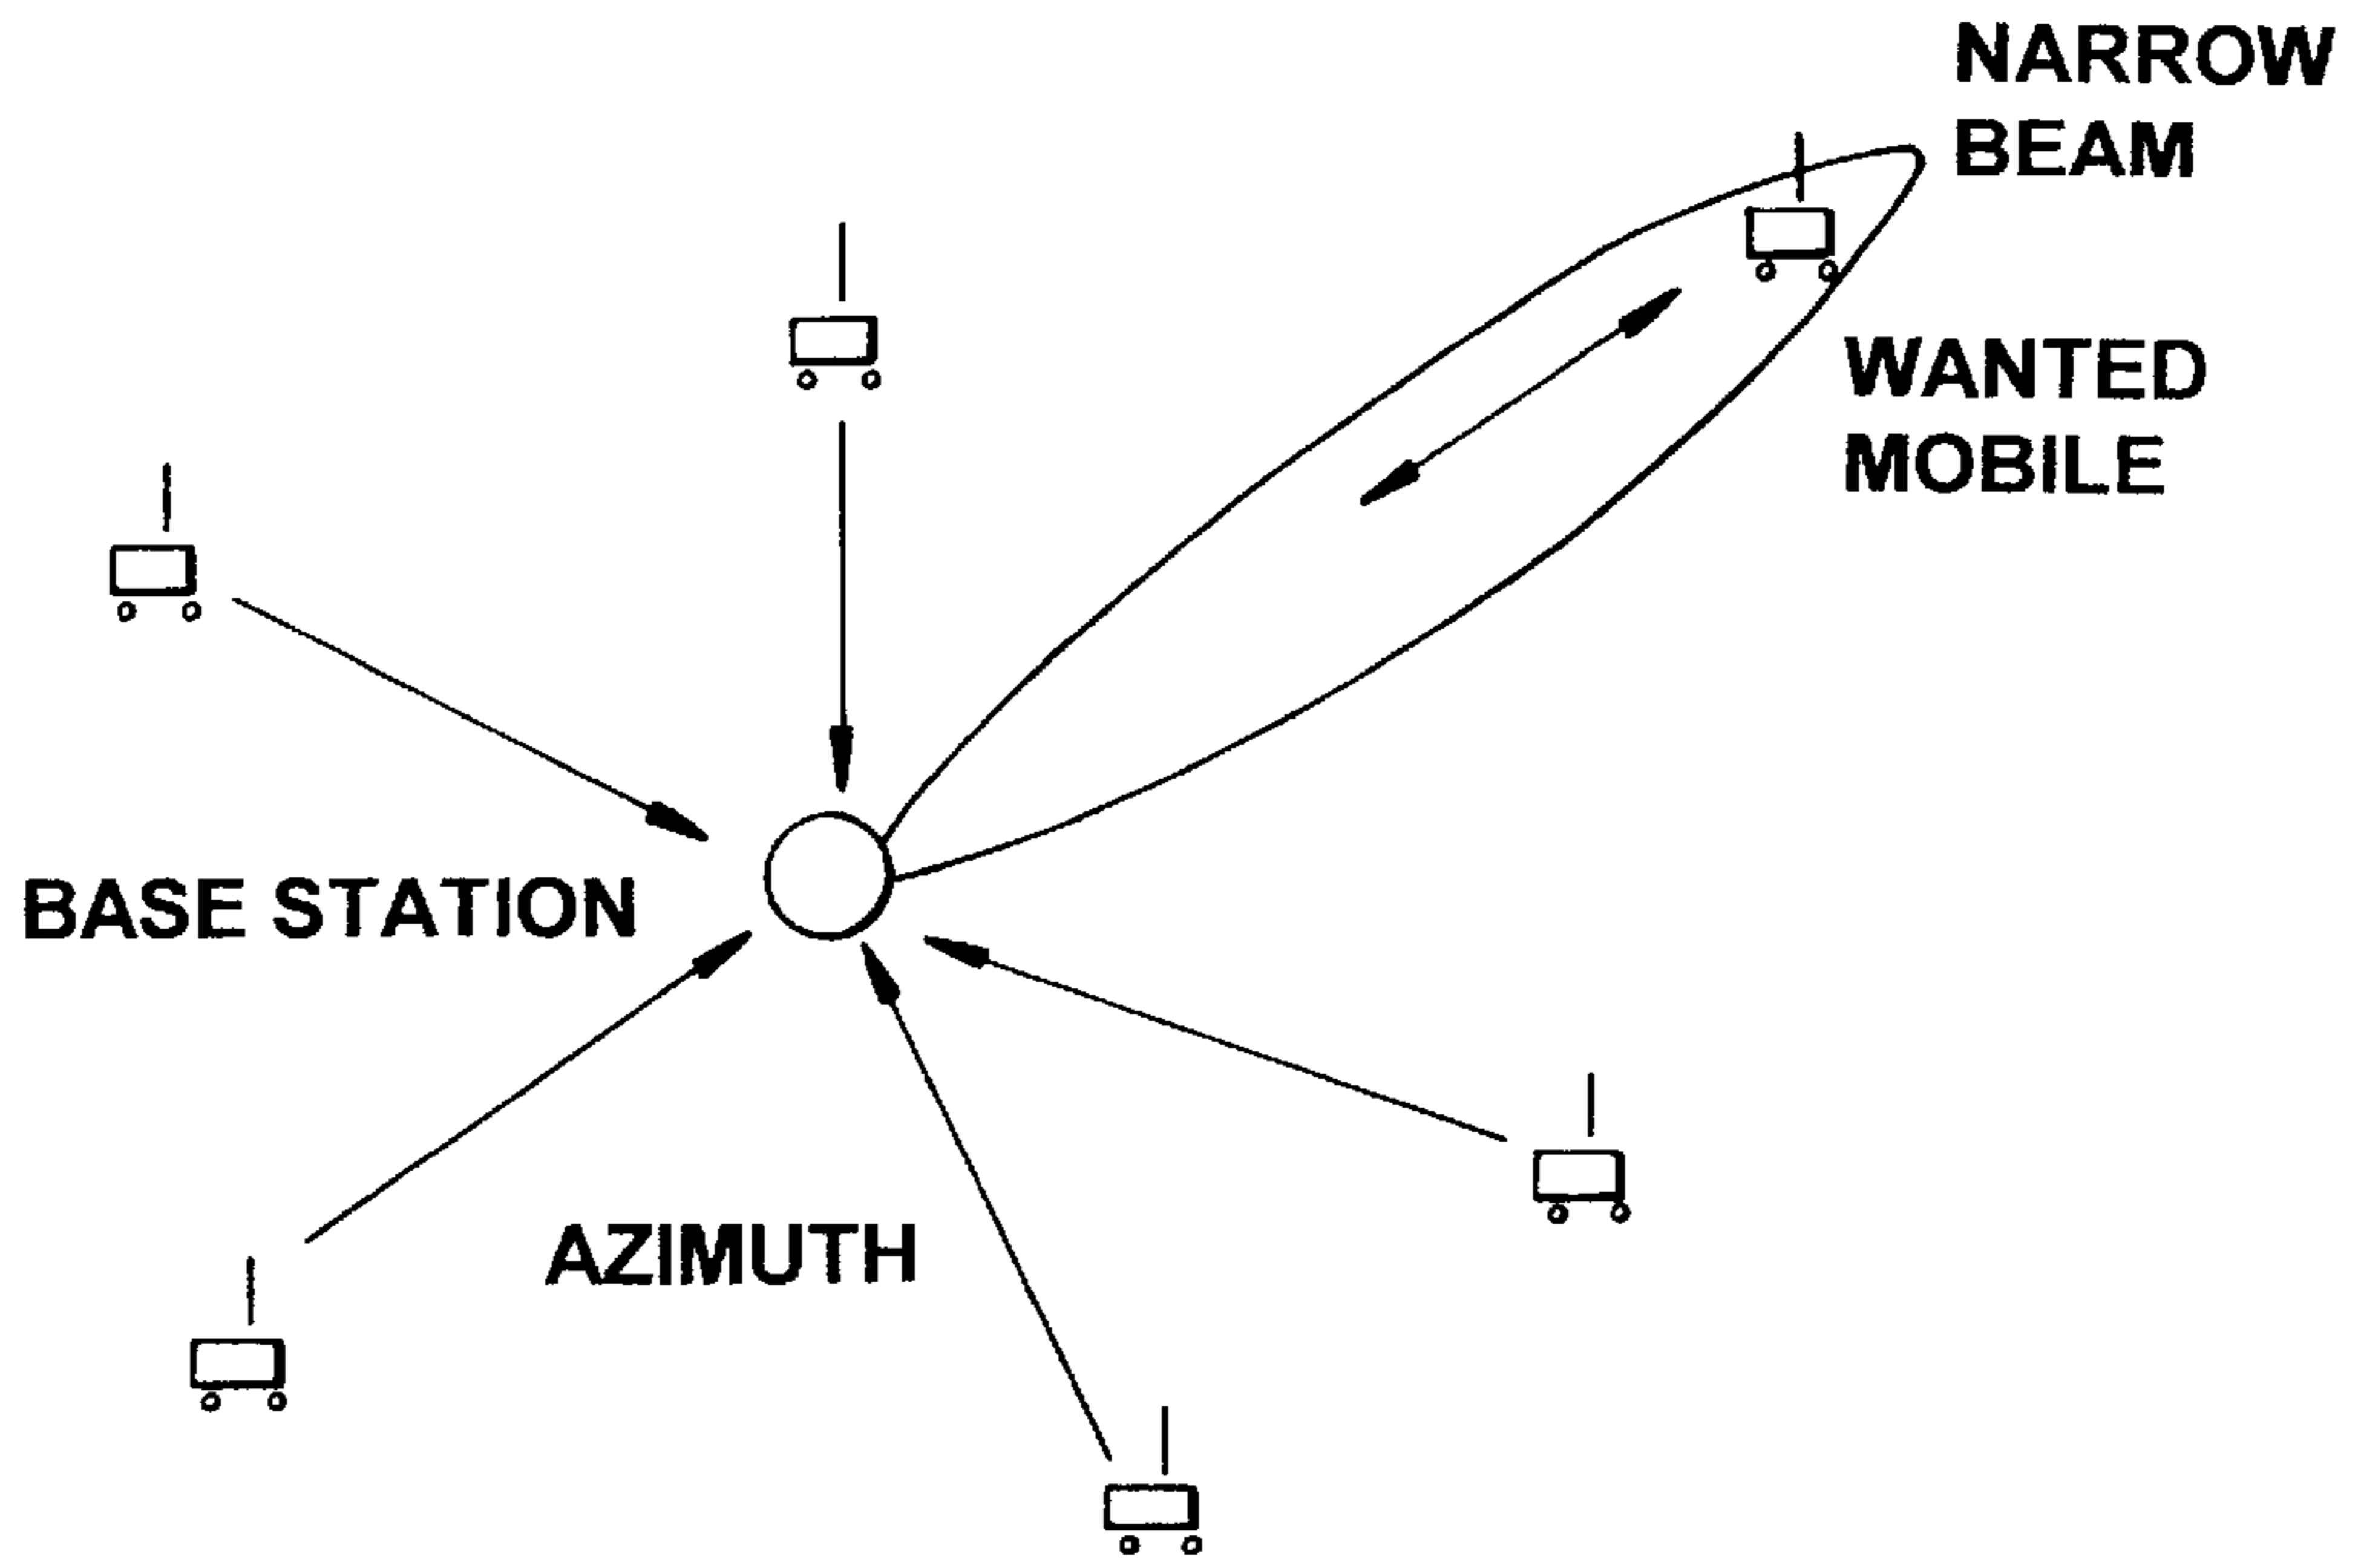 NARROW
BEAM
WANTED
MOBILE
BASE STATION
AZIMUTH